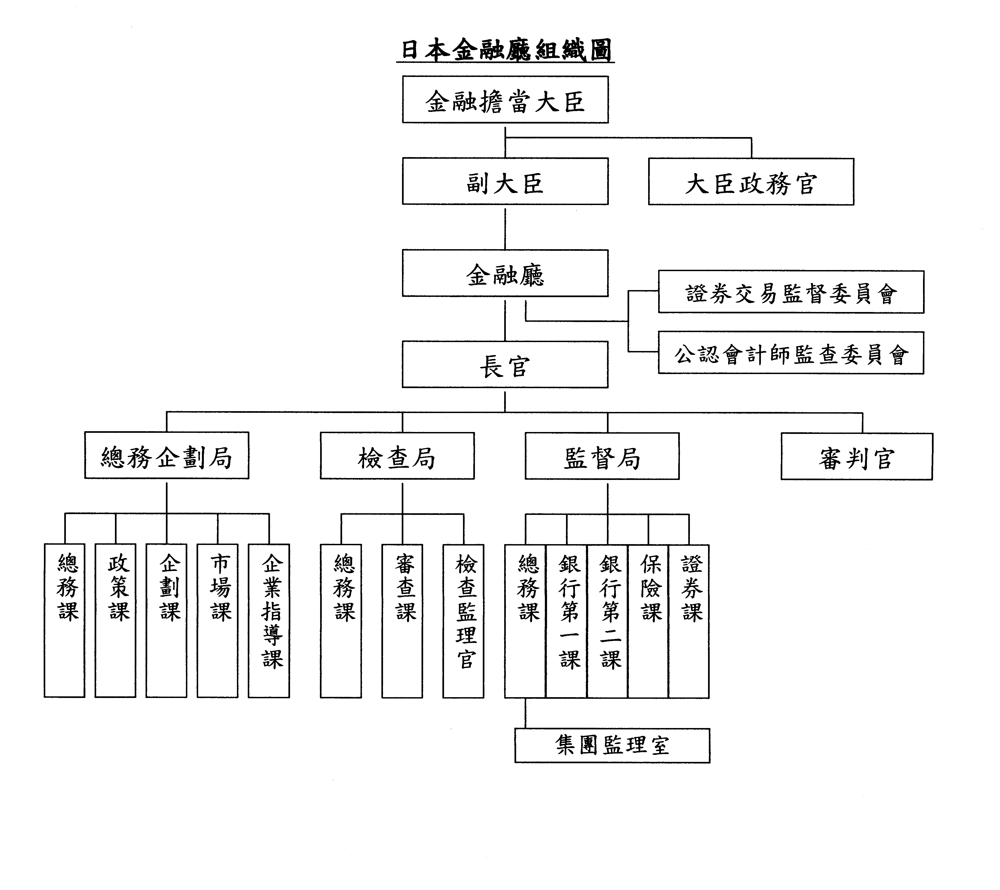 日本金融廳組織圖
金融擔當大臣
副大臣
大臣政務官
金融廳
證券交易監督委員會
公認會計師監查委員會
長官
總務企劃局
檢查局
監督局
審判官
總務課
政策課
企劃課
市場課
企業指導課
總務課
審查課
檢查監理官
總務課
銀行第一課
銀行第二課
保險課
證券課
集團監理室